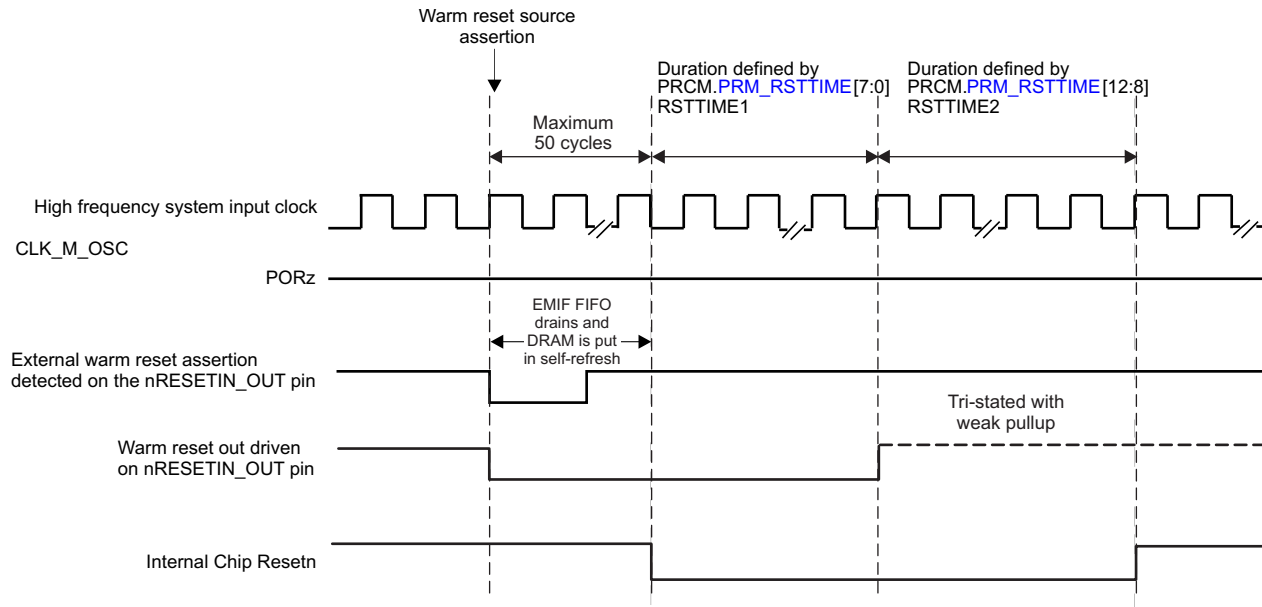 Warm reset source
assertion
Duration defined by
PRCM.PRM_RSTTIME[7:0]
RSTTIME1
Duration defined by
PRCM.PRM_RSTTIME[12:8]
RSTTIME2
Maximum
50 cycles
High frequency system input clock
CLK_M_OSC
PORz
EMIF FIFO
drains and
DRAM is put
in self-refresh
External warm reset assertion
detected on the nRESETIN_OUT pin
Tri-stated with
weak pullup
Warm reset out driven
on nRESETIN_OUT pin
Internal Chip Resetn